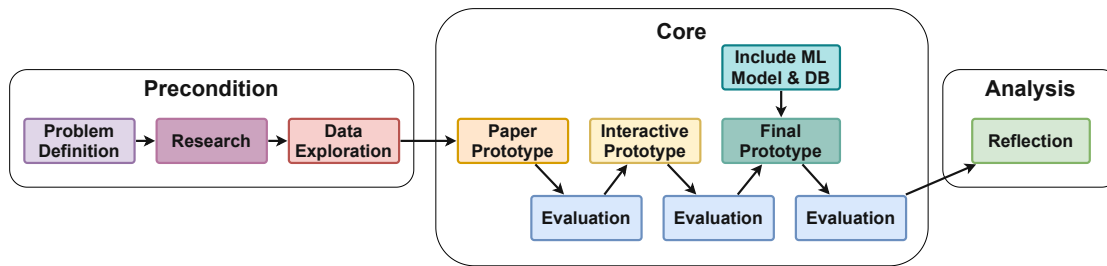 Precondition
Problem
Definition
Research
Data
Exploration
Core
Include ML
Model & DB
Paper
Prototype
Interactive
Prototype
Final
Prototype
Evaluation
Evaluation
Evaluation
Analysis
Reflection